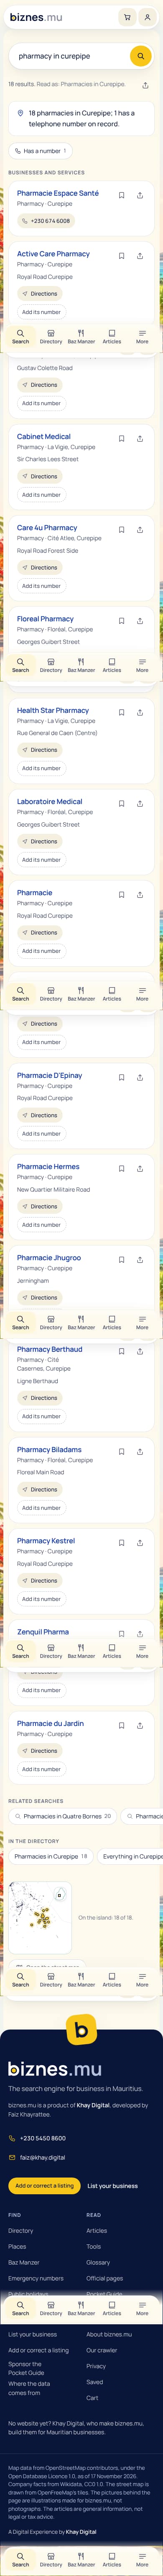 biznes.mu
pharmacy in curepipe
18 results. Read as: Pharmacies in Curepipe.
18 pharmacies in Curepipe; 1 has a
telephone number on record.
Has a number 1
BUSINESSES AND SERVICES
Pharmacie Espace Santé
Pharmacy · Curepipe
+230 674 6008
Active Care Pharmacy
Pharmacy · Curepipe
Royal Road Curepipe
Directions
Add its number
Search
Directory
Baz Manzer
Articles
More
Gustav Colette Road
Directions
Add its number
Cabinet Medical
Pharmacy · La Vigie, Curepipe
Sir Charles Lees Street
Directions
Add its number
Care 4u Pharmacy
Pharmacy · Cité Atlee, Curepipe
Royal Road Forest Side
Directions
Add its number
Floreal Pharmacy
Pharmacy · Floréal, Curepipe
Georges Guibert Street
Search
Directory
Baz Manzer
Articles
More
Health Star Pharmacy
Pharmacy · La Vigie, Curepipe
Rue General de Caen (Centre)
Directions
Add its number
Laboratoire Medical
Pharmacy · Floréal, Curepipe
Georges Guibert Street
Directions
Add its number
Pharmacie
Pharmacy · Curepipe
Royal Road Curepipe
Directions
Add its number
Search
Directory
Baz Manzer
Articles
More
Directions
Add its number
Pharmacie D'Epinay
Pharmacy · Curepipe
Royal Road Curepipe
Directions
Add its number
Pharmacie Hermes
Pharmacy · Curepipe
New Quartier Militaire Road
Directions
Add its number
Pharmacie Jhugroo
Pharmacy · Curepipe
Jerningham
Directions
Search
Directory
Baz Manzer
Articles
More
Pharmacy Berthaud
Pharmacy · Cité
Casernes, Curepipe
Ligne Berthaud
Directions
Add its number
Pharmacy Biladams
Pharmacy · Floréal, Curepipe
Floreal Main Road
Directions
Add its number
Pharmacy Kestrel
Pharmacy · Curepipe
Royal Road Curepipe
Directions
Add its number
Zenquil Pharma
Pharmacy · Curepipe
Search
Directory
Baz Manzer
Articles
More
Directions
Add its number
Pharmacie du Jardin
Pharmacy · Curepipe
Directions
Add its number
RELATED SEARCHES
Pharmacies in Quatre Bornes 20
Pharmacie
IN THE DIRECTORY
Pharmacies in Curepipe 18
Everything in Curepipe
On the island: 18 of 18.
Search
Directory
Baz Manzer
Articles
More
b
biznes.mu
The search engine for business in Mauritius.
biznes.mu is a product of Khay Digital, developed by
Faiz Khayrattee.
+230 5450 8600
faiz@khay.digital
Add or correct a listing
List your business
FIND
READ
Directory
Articles
Places
Tools
Baz Manzer
Glossary
Emergency numbers
Official pages
Public holidays
Pocket Guide
Search
Directory
Baz Manzer
Articles
More
List your business
About biznes.mu
Add or correct a listing
Our crawler
Sponsor the
Pocket Guide
Privacy
Where the data
comes from
Saved
Cart
No website yet? Khay Digital, who make biznes.mu,
build them for Mauritian businesses.
Map data from OpenStreetMap contributors, under the
Open Database Licence 1.0, as of 17 November 2026.
Company facts from Wikidata, CC0 1.0. The street map is
drawn from OpenFreeMap's tiles. The pictures behind the
page are illustrations made for biznes.mu, not
photographs. The articles are general information, not
legal or tax advice.
A Digital Experience by Khay Digital
Search
Directory
Baz Manzer
Articles
More